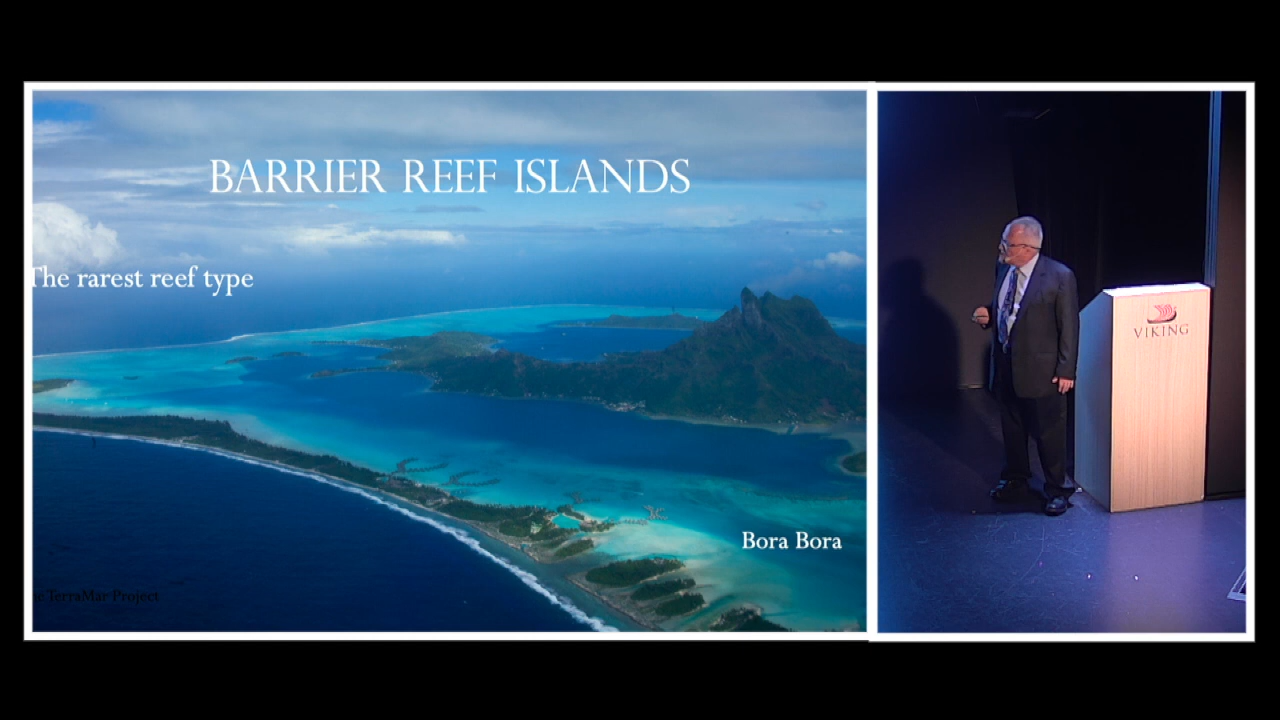 BARRIER REEF ISLANDS
The rarest reef type
Bora Bora
TerraMar Project
VIKING